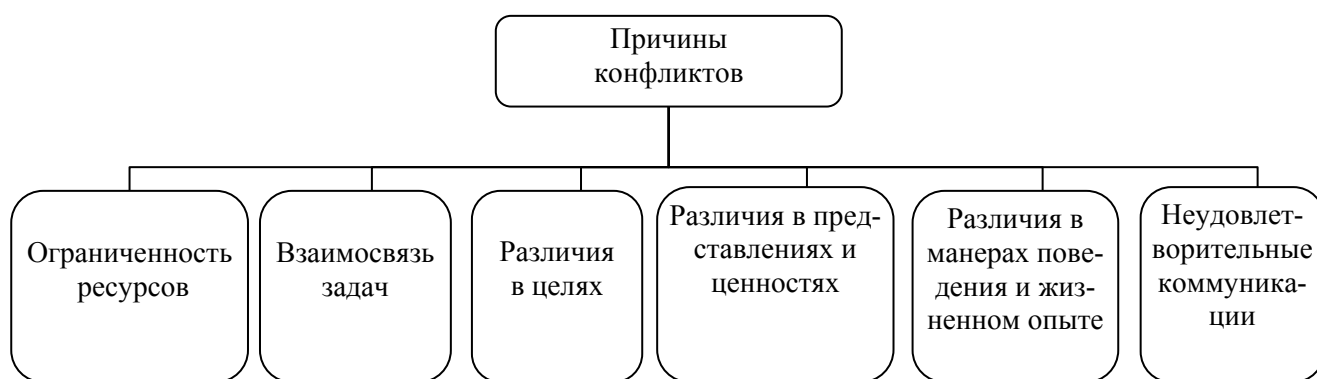 Причины
конфликтов
Ограниченность
ресурсов
Взаимосвязь
задач
Различия
в целях
Различия в пред-
ставлениях и
ценностях
Различия в
манерах пове-
дения и жиз-
ненном опыте
Неудовлет-
ворительные
коммуника-
ции